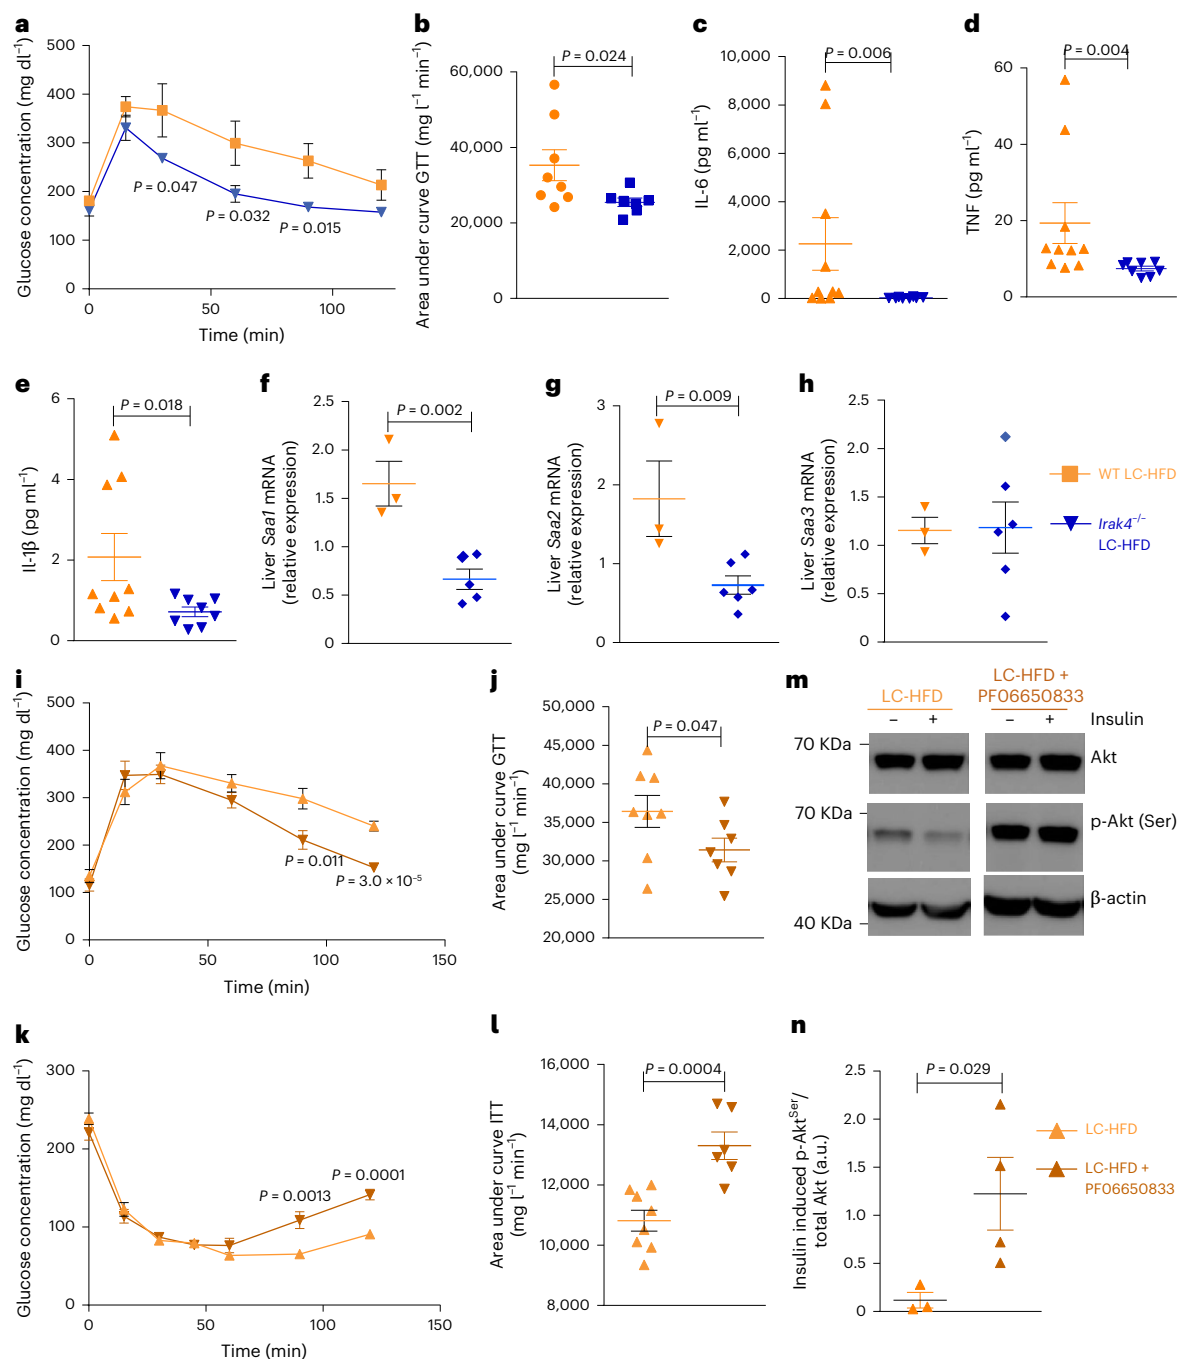 a
Glucose concentration (mg dl⁻¹)
500
400
300
200
100
0
P = 0.047
P = 0.032
P = 0.015
0
50
100
Time (min)
b
Area under curve GTT (mg l⁻¹ min⁻¹)
60,000
40,000
20,000
0
P = 0.024
c
IL-6 (pg ml⁻¹)
10,000
8,000
6,000
4,000
2,000
0
P = 0.006
d
TNF (pg ml⁻¹)
60
40
20
0
P = 0.004
e
Il-1β (pg ml⁻¹)
6
4
2
0
P = 0.018
f
Liver Saa1 mRNA
(relative expression)
2.5
2.0
1.5
1.0
0.5
0
P = 0.002
g
Liver Saa2 mRNA
(relative expression)
3
2
1
0
P = 0.009
h
Liver Saa3 mRNA
(relative expression)
2.5
2.0
1.5
1.0
0.5
0
WT LC-HFD
Irak4⁻/⁻
LC-HFD
i
Glucose concentration (mg dl⁻¹)
500
400
300
200
100
0
P = 0.011
P = 3.0 × 10⁻⁵
0
50
100
150
Time (min)
j
Area under curve GTT
(mg l⁻¹ min⁻¹)
50,000
45,000
40,000
35,000
30,000
25,000
20,000
P = 0.047
m
LC-HFD
LC-HFD +
PF06650833
− + − + Insulin
70 KDa
Akt
70 KDa
p-Akt (Ser)
β-actin
40 KDa
k
Glucose concentration (mg dl⁻¹)
300
200
100
0
P = 0.0013
P = 0.0001
0
50
100
150
Time (min)
l
Area under curve ITT
(mg l⁻¹ min⁻¹)
16,000
14,000
12,000
10,000
8,000
P = 0.0004
n
Insulin induced p-Aktˢᵉʳ/
total Akt (a.u.)
2.5
2.0
1.5
1.0
0.5
0
P = 0.029
LC-HFD
LC-HFD +
PF06650833